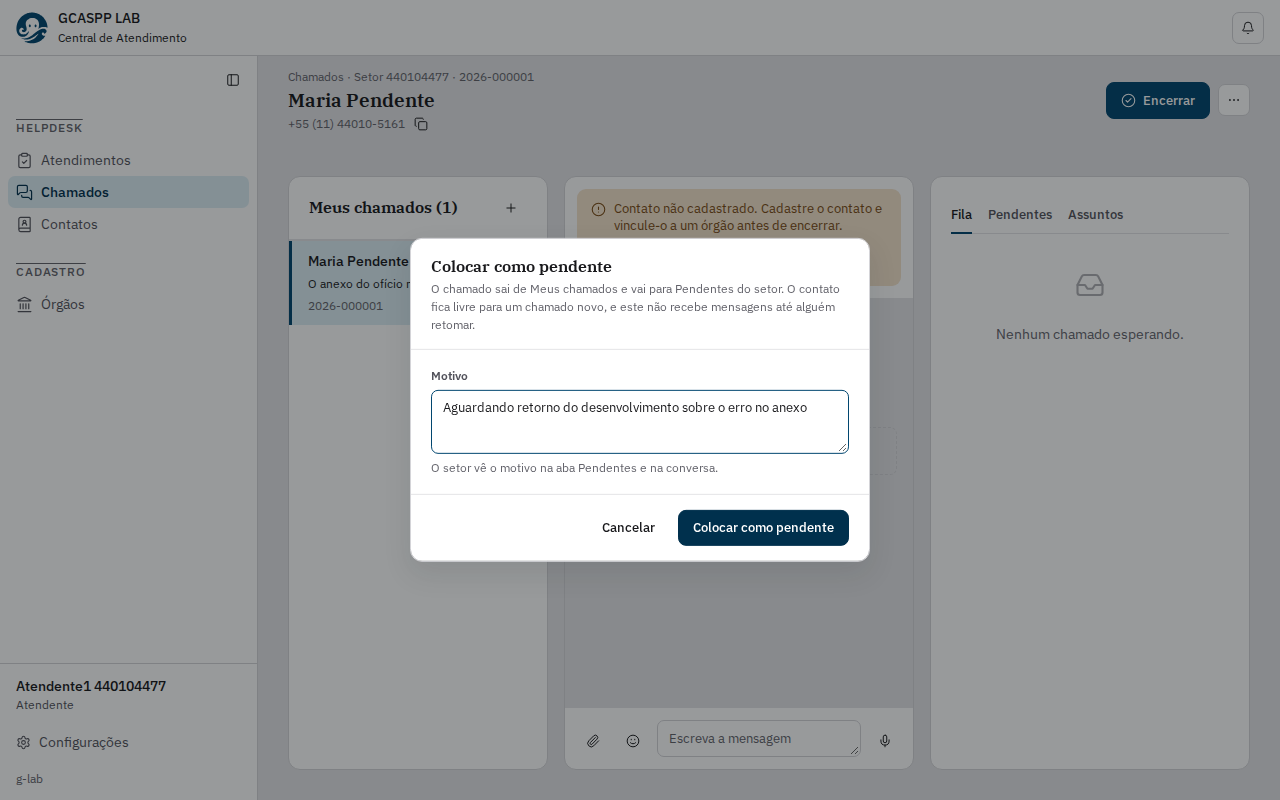 GCASPP LAB
Central de Atendimento
HELPDESK
Atendimentos
Chamados
Contatos
CADASTRO
Órgãos
Atendente1 440104477
Atendente
Configurações
g-lab
Chamados · Setor 440104477 · 2026-000001
Maria Pendente
+55 (11) 44010-5161
Encerrar
Meus chamados (1)
Maria Pendente
O anexo do ofício
2026-000001
Contato não cadastrado. Cadastre o contato e
vincule-o a um órgão antes de encerrar.
Colocar como pendente
O chamado sai de Meus chamados e vai para Pendentes do setor. O contato
fica livre para um chamado novo, e este não recebe mensagens até alguém
retomar.
Motivo
Aguardando retorno do desenvolvimento sobre o erro no anexo
O setor vê o motivo na aba Pendentes e na conversa.
Cancelar
Colocar como pendente
Escreva a mensagem
Fila
Pendentes
Assuntos
Nenhum chamado esperando.